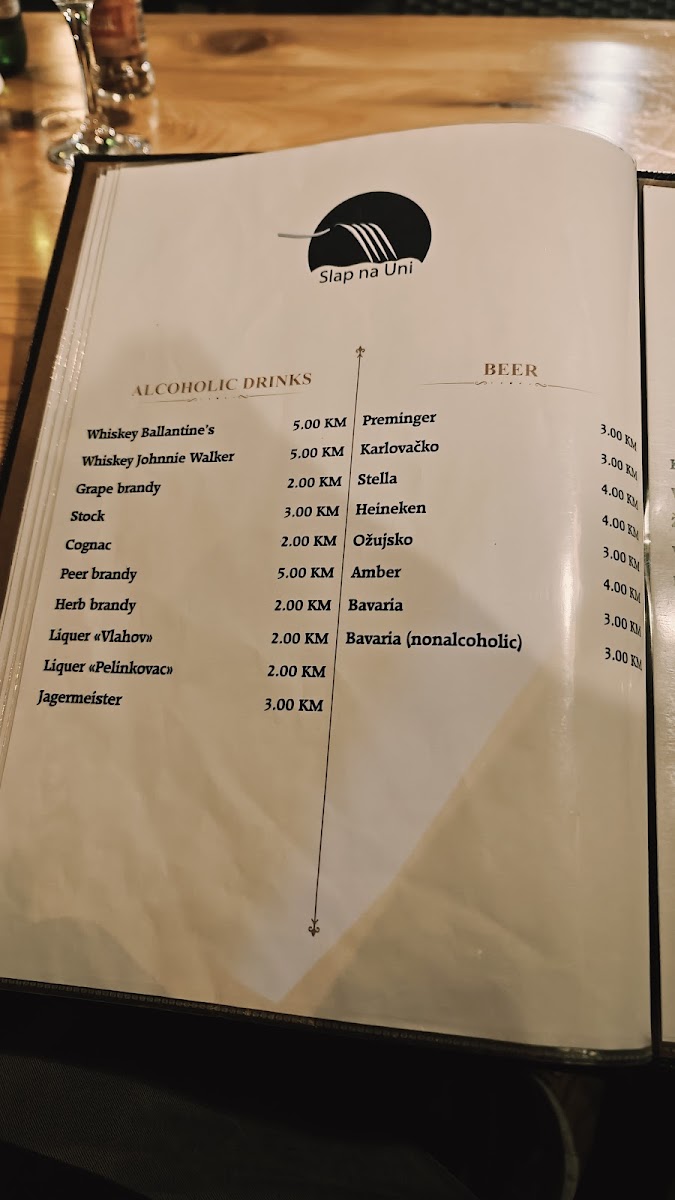 Slap na Uni
ALCOHOLIC DRINKS
Whiskey Ballantine's 5.00 KM
Whiskey Johnnie Walker 5.00 KM
Grape brandy 2.00 KM
Stock 3.00 KM
Cognac 2.00 KM
Peer brandy 5.00 KM
Herb brandy 2.00 KM
Liquer «Vlahov» 2.00 KM
Liquer «Pelinkovac» 2.00 KM
Jagermeister 3.00 KM
BEER
Preminger 3.00 KM
Karlovačko 3.00 KM
Stella 4.00 KM
Heineken 4.00 KM
Ožujsko 3.00 KM
Amber 4.00 KM
Bavaria 3.00 KM
Bavaria (nonalcoholic) 3.00 KM